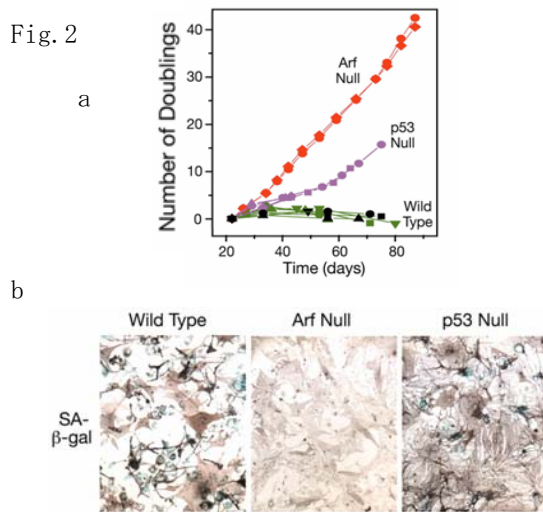 Fig. 2
a
Number of Doublings
40
30
20
10
0
Arf
Null
p53
Null
Wild
Type
20
40
60
80
Time (days)
b
Wild Type
Arf Null
p53 Null
SA-
β-gal